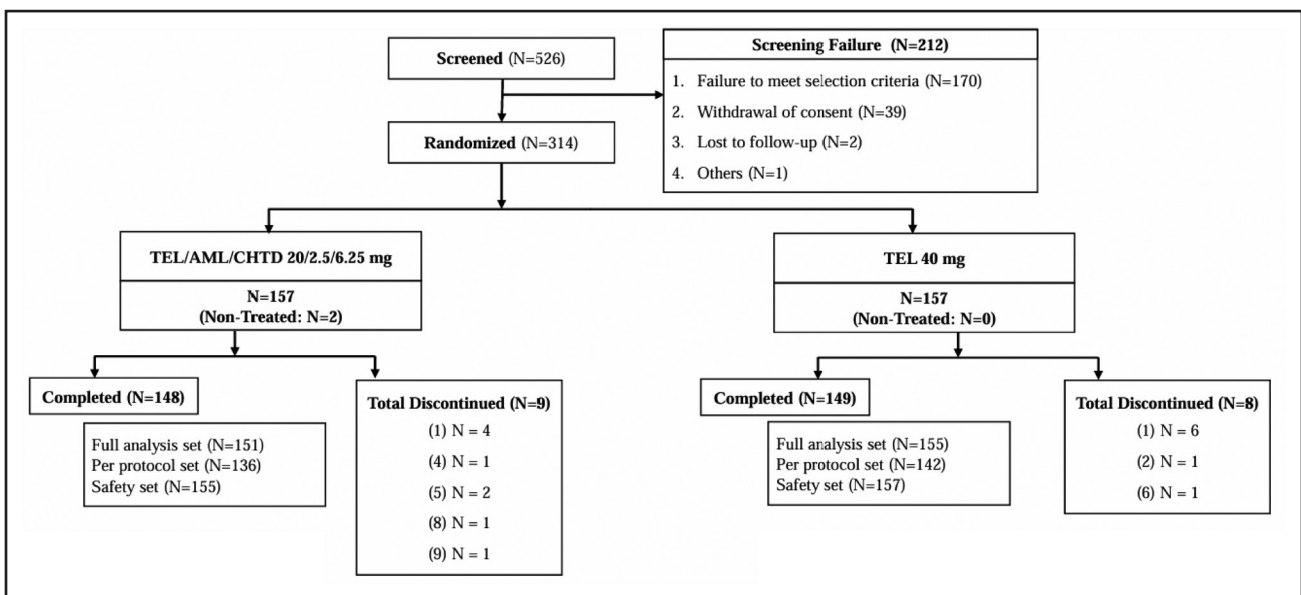 Screened (N=526)
Screening Failure (N=212)
1. Failure to meet selection criteria (N=170)
2. Withdrawal of consent (N=39)
3. Lost to follow-up (N=2)
4. Others (N=1)
Randomized (N=314)
TEL/AML/CHTD 20/2.5/6.25 mg
N=157
(Non-Treated: N=2)
Completed (N=148)
Full analysis set (N=151)
Per protocol set (N=136)
Safety set (N=155)
Total Discontinued (N=9)
(1) N = 4
(4) N = 1
(5) N = 2
(8) N = 1
(9) N = 1
TEL 40 mg
N=157
(Non-Treated: N=0)
Completed (N=149)
Full analysis set (N=155)
Per protocol set (N=142)
Safety set (N=157)
Total Discontinued (N=8)
(1) N = 6
(2) N = 1
(6) N = 1